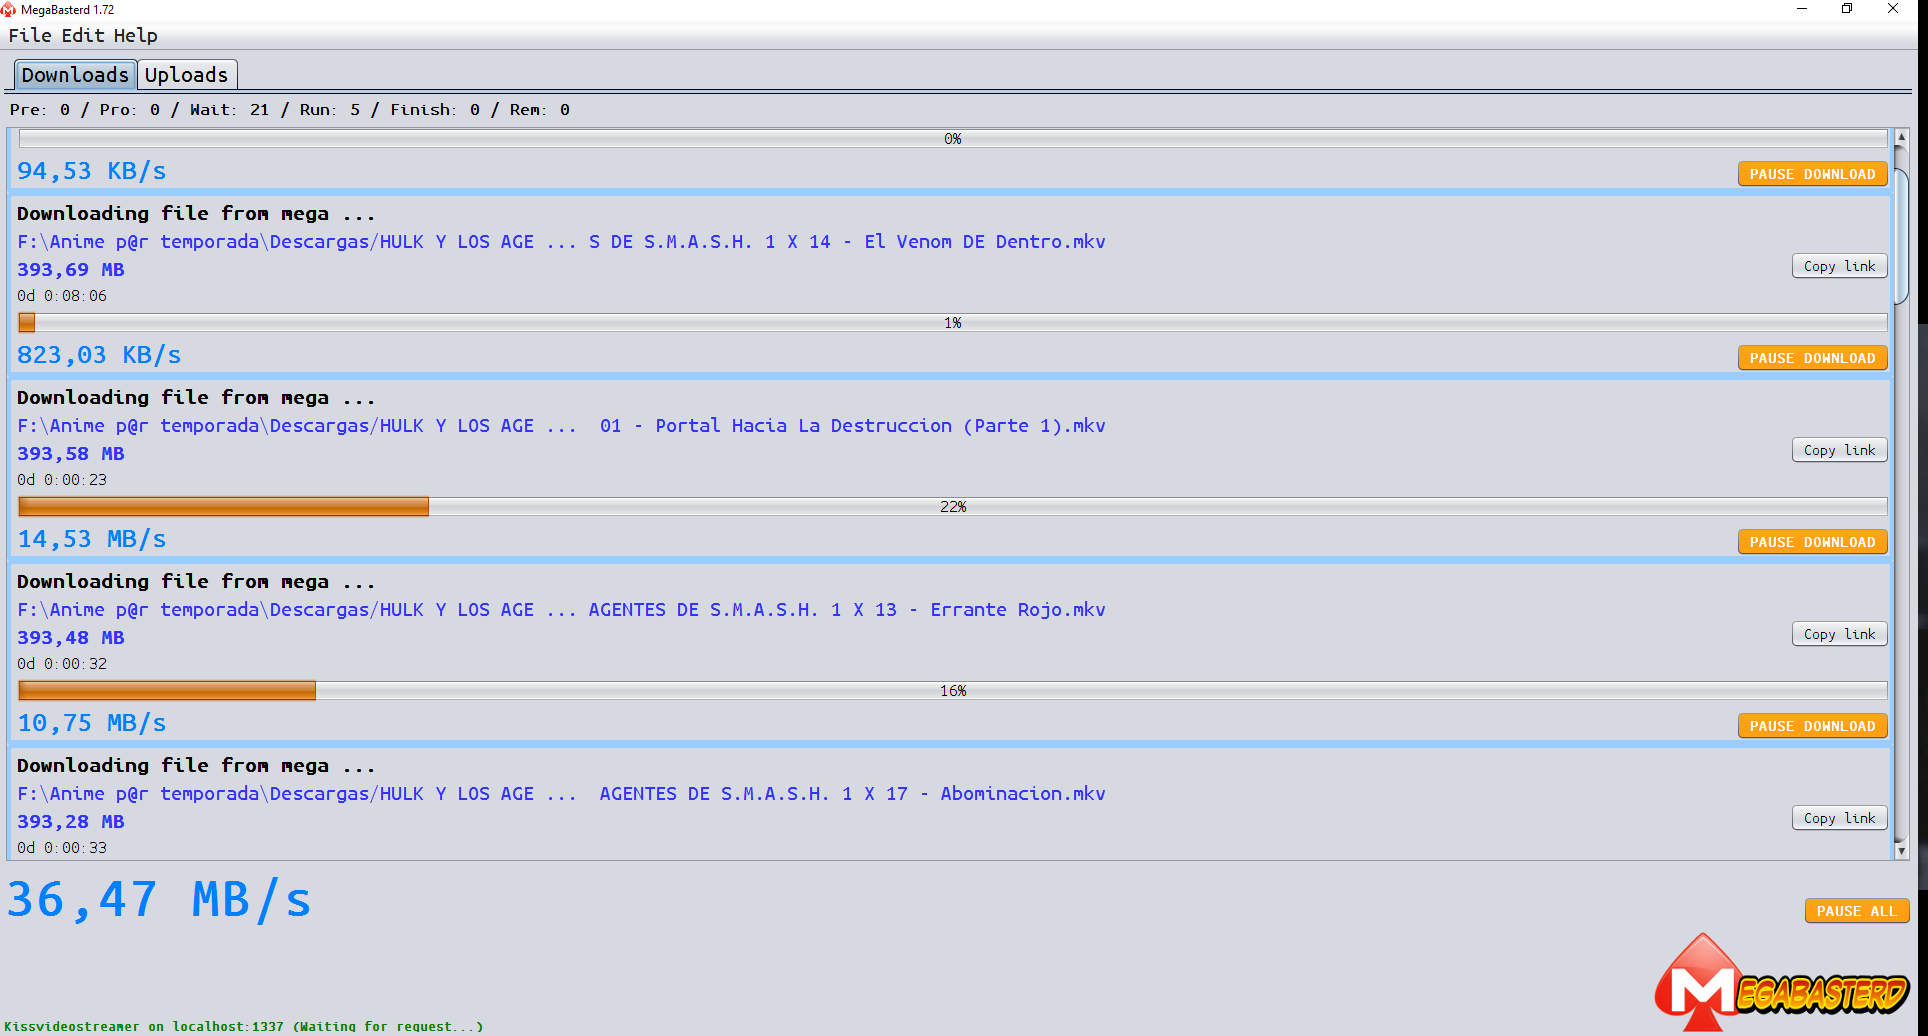 MegaBasterd 1.72
File Edit Help
Downloads Uploads
Pre: 0 / Pro: 0 / Wait: 21 / Run: 5 / Finish: 0 / Rem: 0
0%
94,53 KB/s
PAUSE DOWNLOAD
Downloading file from mega ...
F:\Anime p@r temporada\Descargas/HULK Y LOS AGE ... S DE S.M.A.S.H. 1 X 14 - El Venom DE Dentro.mkv
393,69 MB
Copy link
0d 0:08:06
1%
823,03 KB/s
PAUSE DOWNLOAD
Downloading file from mega ...
F:\Anime p@r temporada\Descargas/HULK Y LOS AGE ...  01 - Portal Hacia La Destruccion (Parte 1).mkv
393,58 MB
Copy link
0d 0:00:23
22%
14,53 MB/s
PAUSE DOWNLOAD
Downloading file from mega ...
F:\Anime p@r temporada\Descargas/HULK Y LOS AGE ... AGENTES DE S.M.A.S.H. 1 X 13 - Errante Rojo.mkv
393,48 MB
Copy link
0d 0:00:32
16%
10,75 MB/s
PAUSE DOWNLOAD
Downloading file from mega ...
F:\Anime p@r temporada\Descargas/HULK Y LOS AGE ...  AGENTES DE S.M.A.S.H. 1 X 17 - Abominacion.mkv
393,28 MB
Copy link
0d 0:00:33
36,47 MB/s
PAUSE ALL
MEGABASTERD
Kissvideostreamer on localhost:1337 (Waiting for request...)